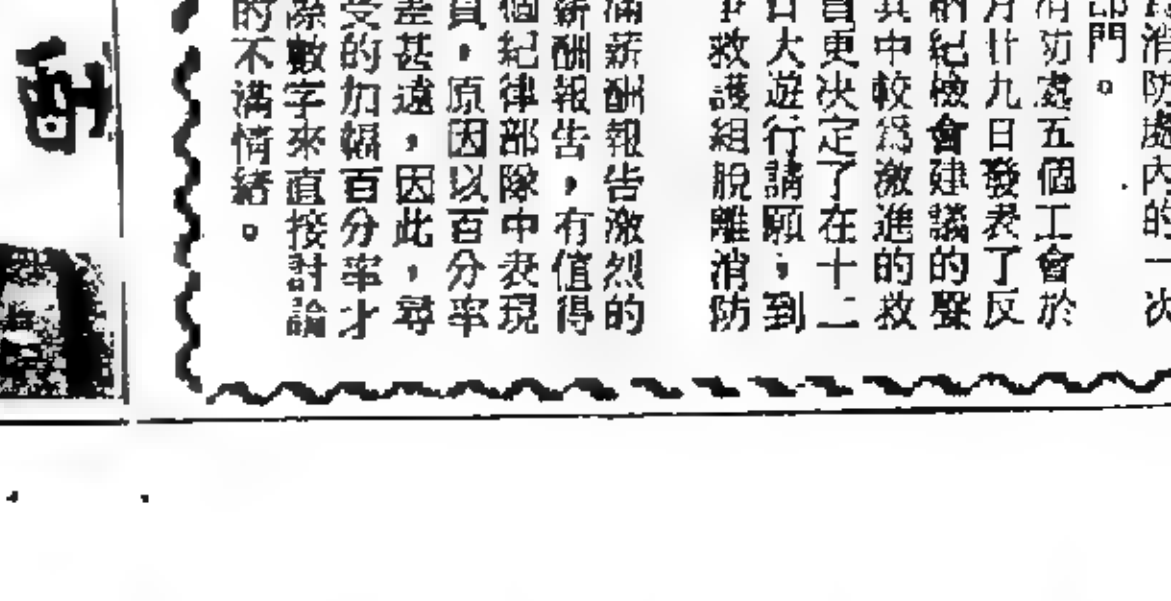 消防處內的一次
部門。
消防處五個工會於
月廿九日發表了反
的紀檢會建議的聲
其中較為激進的救
員更决定了在十二
日大遊行請願，到
救護組脫離消防
滿薪酬報告激烈的
薪酬報告，有值得
個紀律部隊中表現
員，原因以百分率
差甚遠，因此，尋
受的加幅百分率才
際數字來直接討論
的不滿情緒。